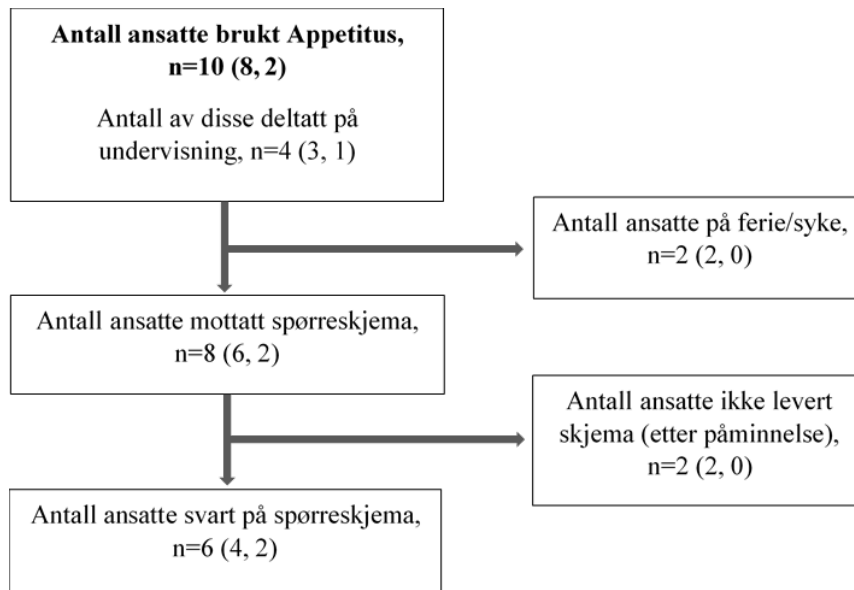 Antall ansatte brukt Appetitus,
n=10 (8, 2)
Antall av disse deltatt på
undervisning, n=4 (3, 1)
Antall ansatte på ferie/syke,
n=2 (2, 0)
Antall ansatte mottatt spørreskjema,
n=8 (6, 2)
Antall ansatte ikke levert
skjema (etter påminnelse),
n=2 (2, 0)
Antall ansatte svart på spørreskjema,
n=6 (4, 2)